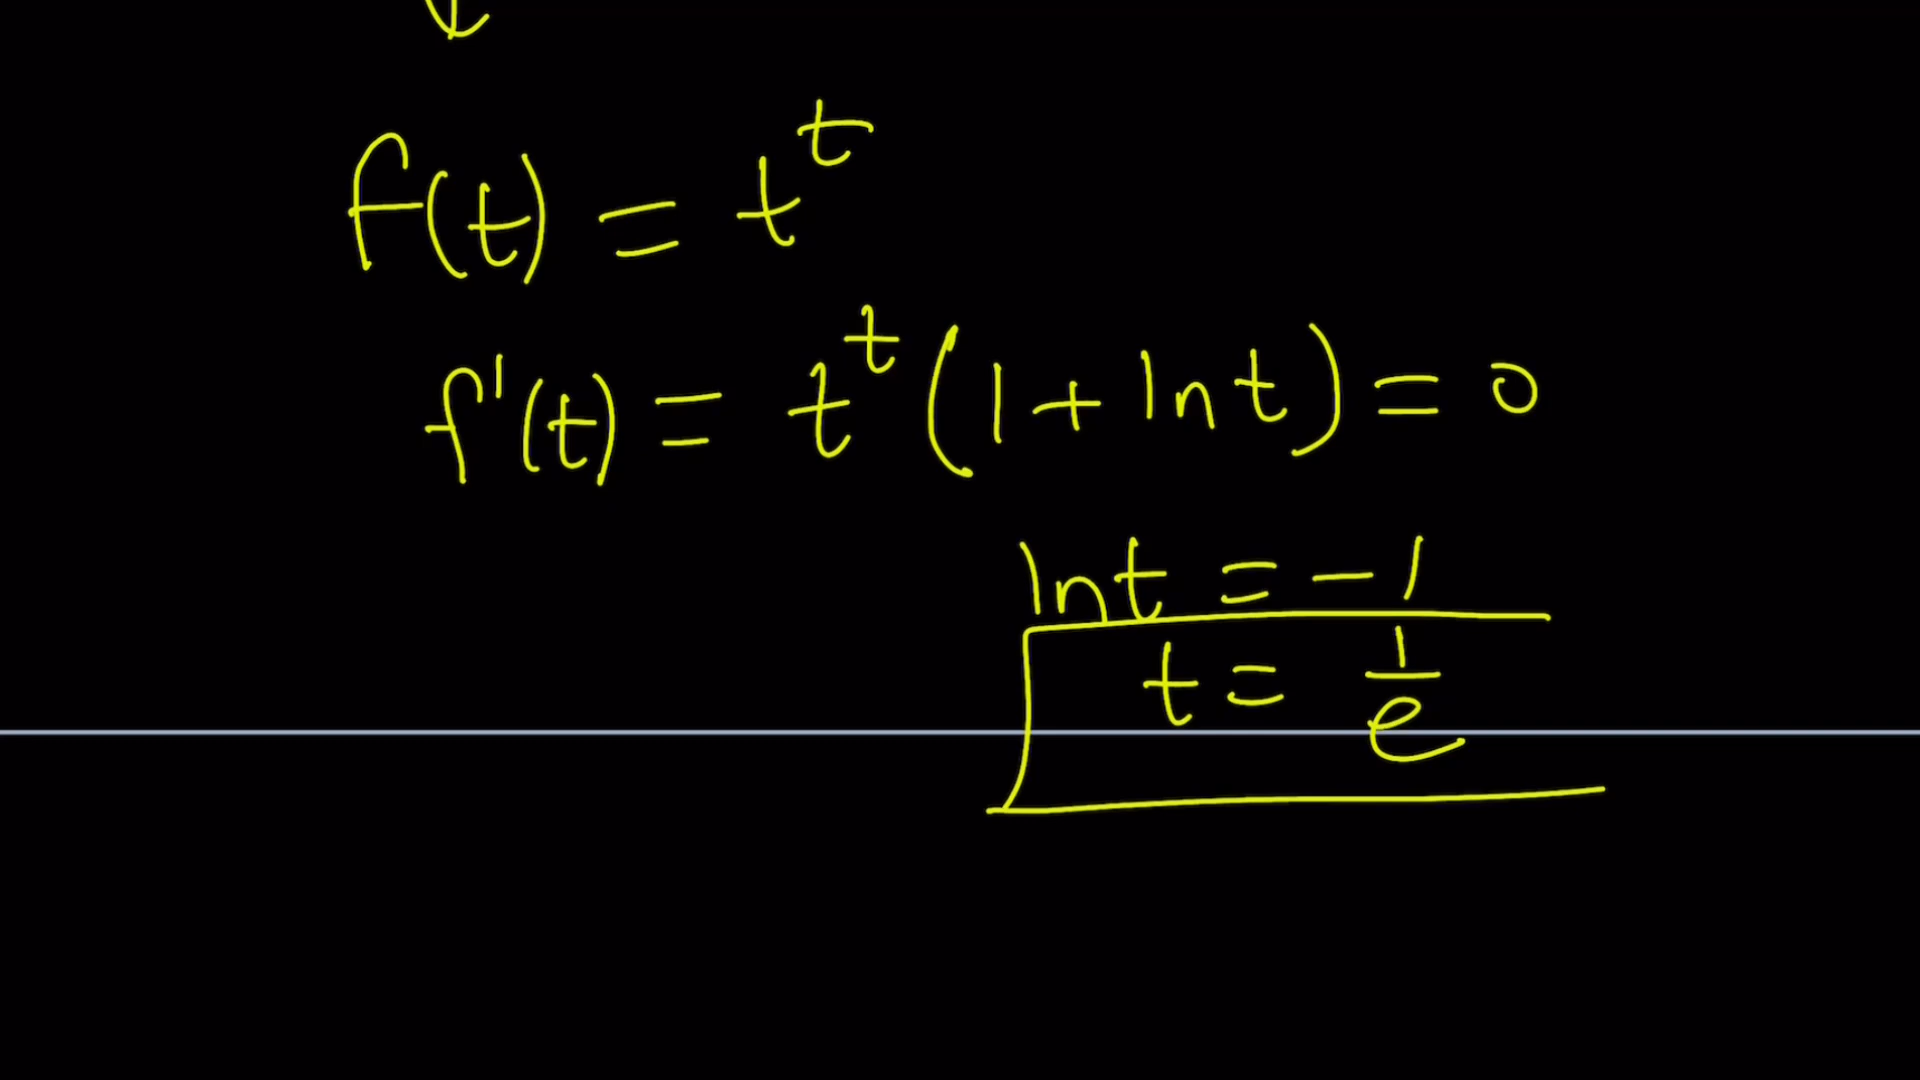 f(t) = t^t
f'(t) = t^t (1 + ln t) = 0
ln t = -1
t = 1/e